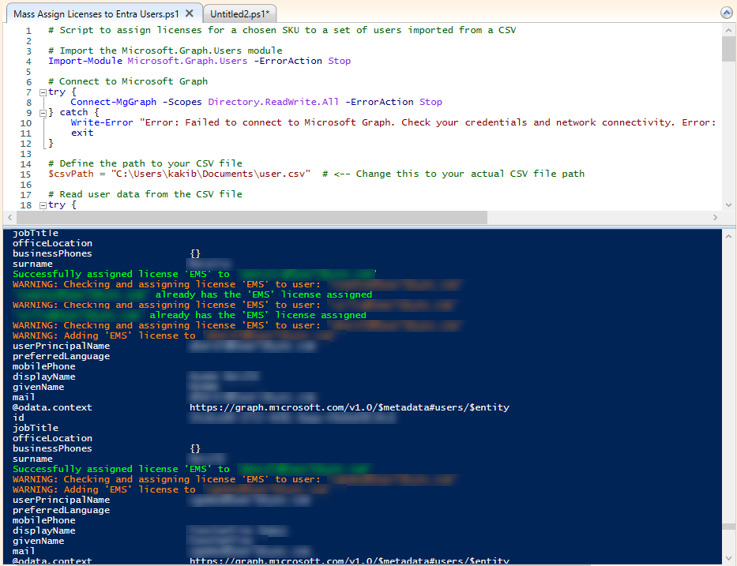 Mass Assign Licenses to Entra Users.ps1 X Untitled2.ps1*
1 # Script to assign licenses for a chosen SKU to a set of users imported from a CSV
2
3 # Import the Microsoft.Graph.Users module
4 Import-Module Microsoft.Graph.Users -ErrorAction Stop
5
6 # Connect to Microsoft Graph
7 try {
8 Connect-MgGraph -Scopes Directory.ReadWrite.All -ErrorAction Stop
9 } catch {
10 Write-Error "Error: Failed to connect to Microsoft Graph. Check your credentials and network connectivity. Error:
11 exit
12 }
13
14 # Define the path to your CSV file
15 $csvPath = "C:\Users\kakib\Documents\user.csv" # <-- Change this to your actual CSV file path
16
17 # Read user data from the CSV file
18 try {
jobTitle
officeLocation
businessPhones {}
surname
Successfully assigned license 'EMS' to '
WARNING: Checking and assigning license 'EMS' to user: '
already has the 'EMS' license assigned
WARNING: Checking and assigning license 'EMS' to user:
already has the 'EMS' license assigned
WARNING: Checking and assigning license 'EMS' to user:
WARNING: Adding 'EMS' license to
userPrincipalName
preferredLanguage
mobilePhone
displayName
givenName
mail
@odata.context https://graph.microsoft.com/v1.0/$metadata#users/$entity
id
jobTitle
officeLocation
businessPhones {}
surname
Successfully assigned license 'EMS' to
WARNING: Checking and assigning license 'EMS' to user:
WARNING: Adding 'EMS' license to
userPrincipalName
preferredLanguage
mobilePhone
displayName
givenName
mail
@odata.context https://graph.microsoft.com/v1.0/$metadata#users/$entity